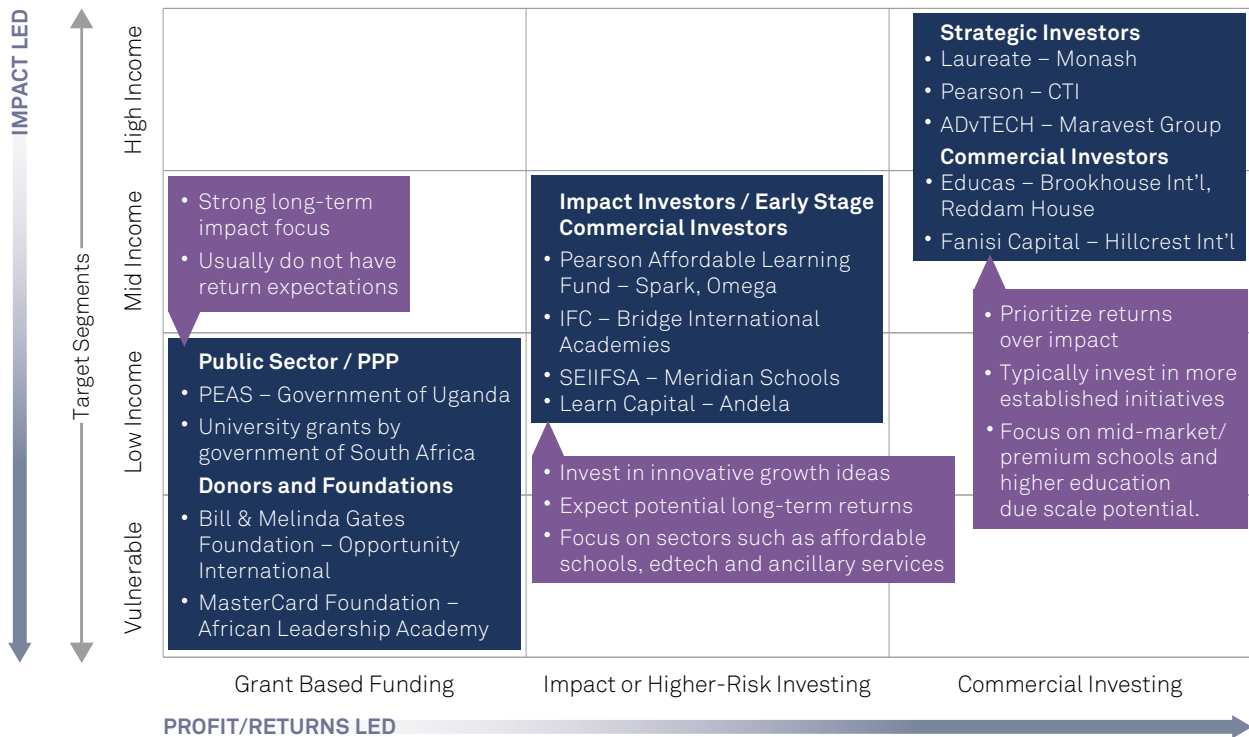 IMPACT LED
Target Segments
High Income
Mid Income
Low Income
Vulnerable
• Strong long-term
impact focus
• Usually do not have
return expectations
Public Sector / PPP
• PEAS – Government of Uganda
• University grants by
government of South Africa
Donors and Foundations
• Bill & Melinda Gates
Foundation – Opportunity
International
• MasterCard Foundation –
African Leadership Academy
Impact Investors / Early Stage
Commercial Investors
• Pearson Affordable Learning
Fund – Spark, Omega
• IFC – Bridge International
Academies
• SEIIFSA – Meridian Schools
• Learn Capital – Andela
• Invest in innovative growth ideas
• Expect potential long-term returns
• Focus on sectors such as affordable
schools, edtech and ancillary services
Strategic Investors
• Laureate – Monash
• Pearson – CTI
• ADvTECH – Maravest Group
Commercial Investors
• Educas – Brookhouse Int’l,
Reddam House
• Fanisi Capital – Hillcrest Int’l
• Prioritize returns
over impact
• Typically invest in more
established initiatives
• Focus on mid-market/
premium schools and
higher education
due scale potential.
Grant Based Funding
Impact or Higher-Risk Investing
Commercial Investing
PROFIT/RETURNS LED